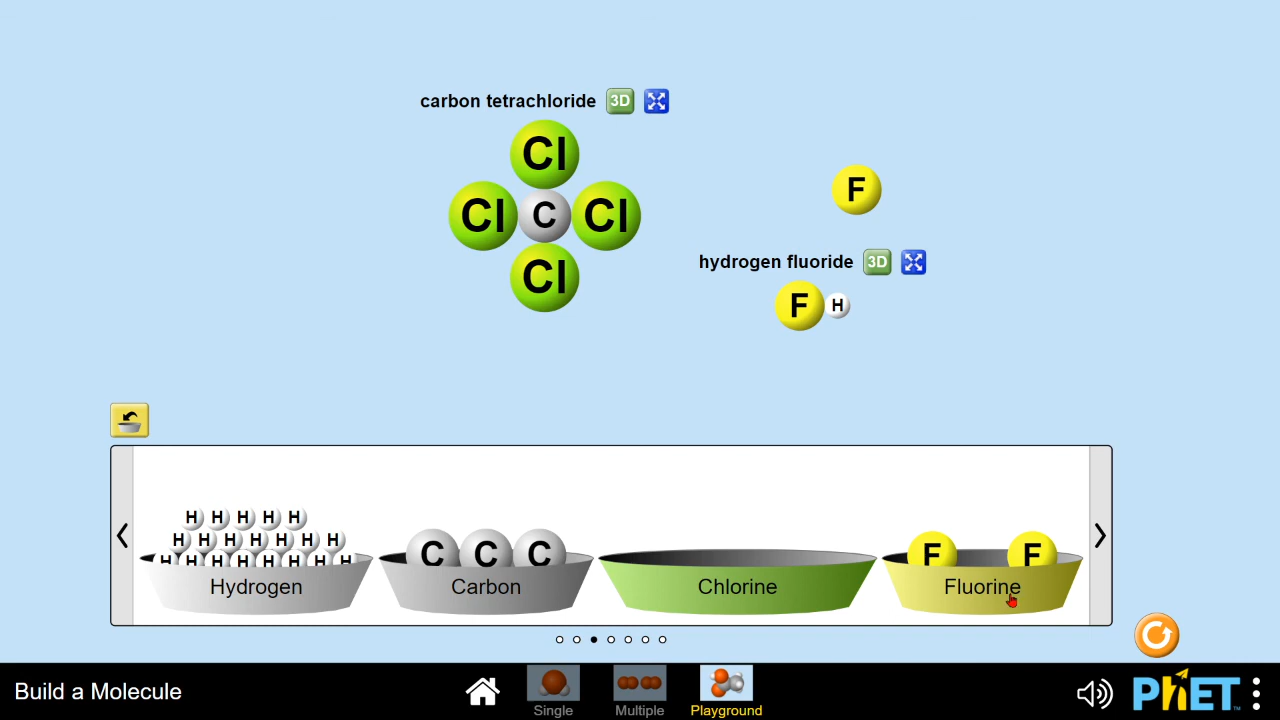 carbon tetrachloride 3D
Cl
F
Cl C Cl
hydrogen fluoride 3D
Cl
F H
H H H H H
H H H H H H H
H H H H H H H H
C C C
F F
Hydrogen
Carbon
Chlorine
Fluorine
Build a Molecule
Single
Multiple
Playground
PhET